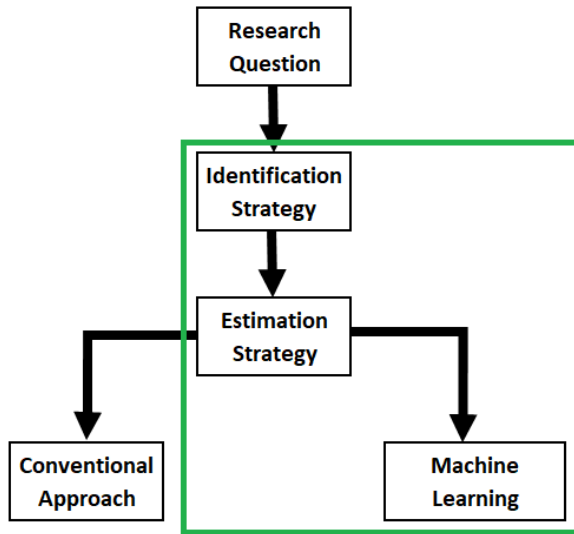 Research
Question
Identification
Strategy
Estimation
Strategy
Conventional
Approach
Machine
Learning